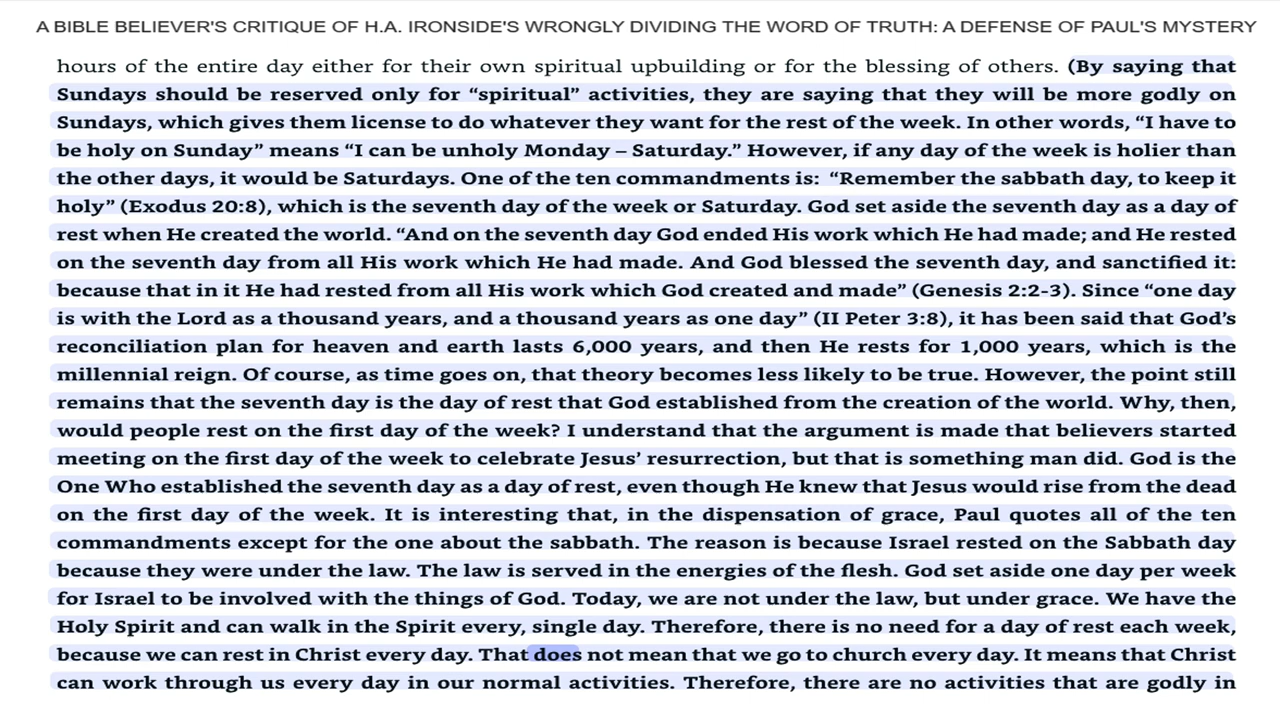 A BIBLE BELIEVER'S CRITIQUE OF H.A. IRONSIDE'S WRONGLY DIVIDING THE WORD OF TRUTH: A DEFENSE OF PAUL'S MYSTERY
hours of the entire day either for their own spiritual upbuilding or for the blessing of others. (By saying that
Sundays should be reserved only for “spiritual” activities, they are saying that they will be more godly on
Sundays, which gives them license to do whatever they want for the rest of the week. In other words, “I have to
be holy on Sunday” means “I can be unholy Monday – Saturday.” However, if any day of the week is holier than
the other days, it would be Saturdays. One of the ten commandments is: “Remember the sabbath day, to keep it
holy” (Exodus 20:8), which is the seventh day of the week or Saturday. God set aside the seventh day as a day of
rest when He created the world. “And on the seventh day God ended His work which He had made; and He rested
on the seventh day from all His work which He had made. And God blessed the seventh day, and sanctified it:
because that in it He had rested from all His work which God created and made” (Genesis 2:2-3). Since “one day
is with the Lord as a thousand years, and a thousand years as one day” (II Peter 3:8), it has been said that God’s
reconciliation plan for heaven and earth lasts 6,000 years, and then He rests for 1,000 years, which is the
millennial reign. Of course, as time goes on, that theory becomes less likely to be true. However, the point still
remains that the seventh day is the day of rest that God established from the creation of the world. Why, then,
would people rest on the first day of the week? I understand that the argument is made that believers started
meeting on the first day of the week to celebrate Jesus’ resurrection, but that is something man did. God is the
One Who established the seventh day as a day of rest, even though He knew that Jesus would rise from the dead
on the first day of the week. It is interesting that, in the dispensation of grace, Paul quotes all of the ten
commandments except for the one about the sabbath. The reason is because Israel rested on the Sabbath day
because they were under the law. The law is served in the energies of the flesh. God set aside one day per week
for Israel to be involved with the things of God. Today, we are not under the law, but under grace. We have the
Holy Spirit and can walk in the Spirit every, single day. Therefore, there is no need for a day of rest each week,
because we can rest in Christ every day. That does not mean that we go to church every day. It means that Christ
can work through us every day in our normal activities. Therefore, there are no activities that are godly in